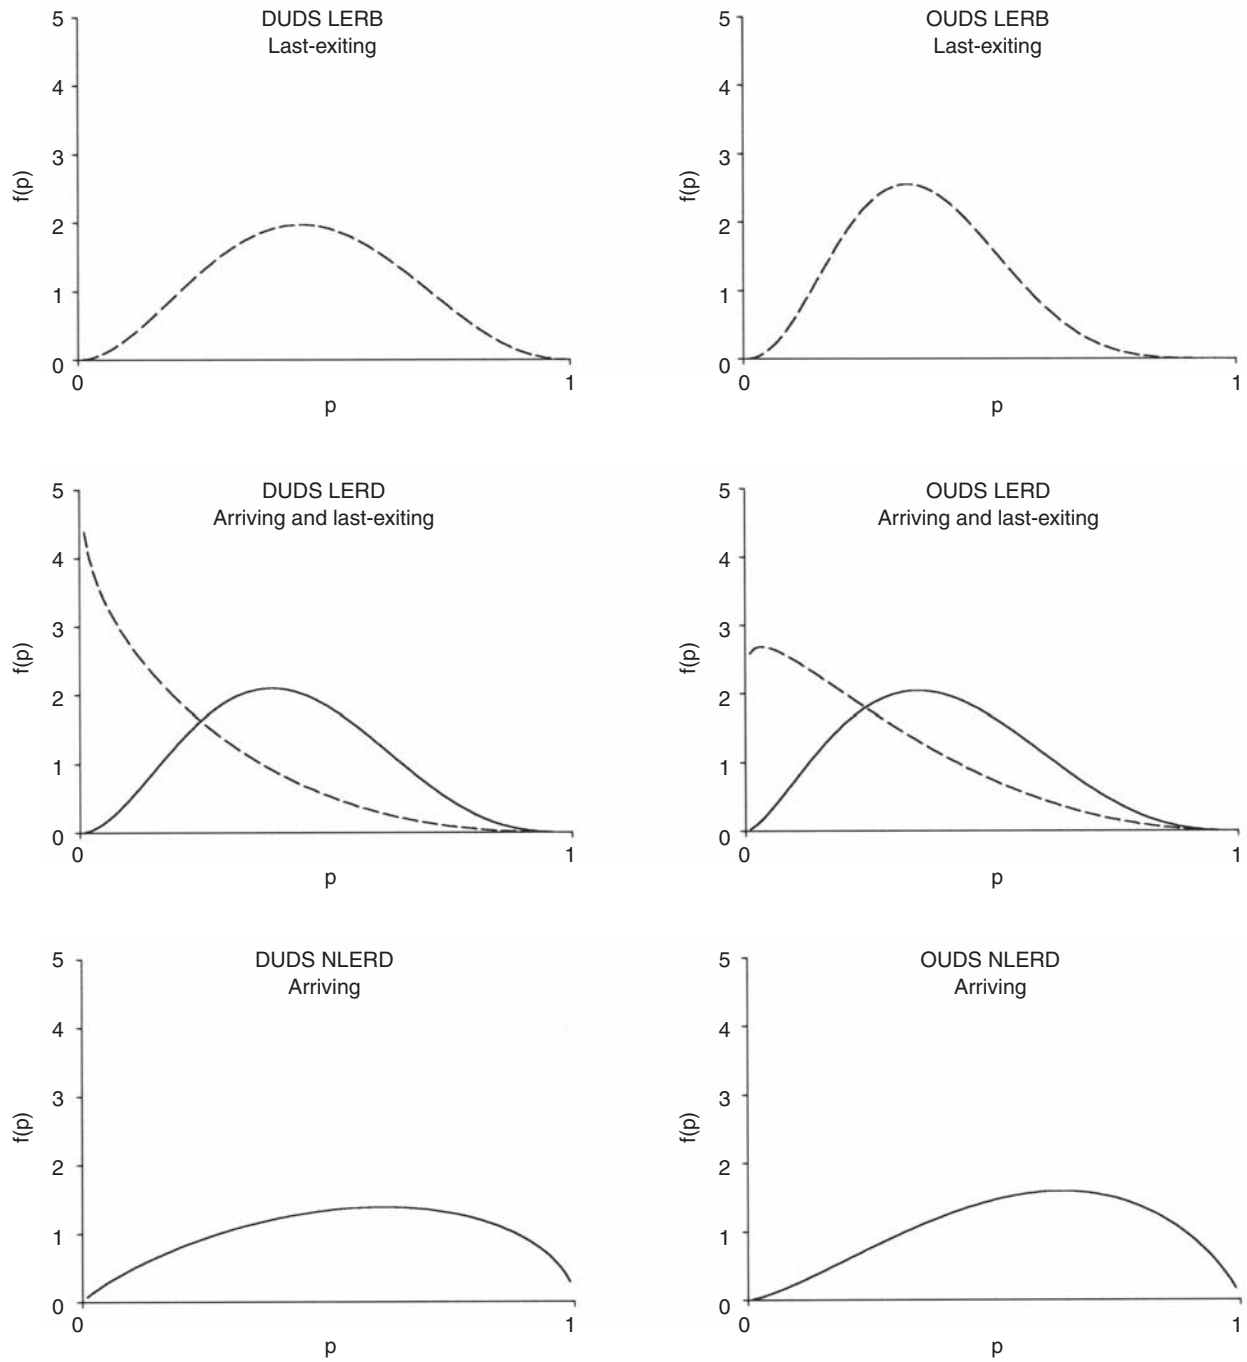 DUDS LERB
Last-exiting
5
4
3
2
1
0
f(p)
0
1
p
OUDS LERB
Last-exiting
5
4
3
2
1
0
f(p)
0
1
p
DUDS LERD
Arriving and last-exiting
5
4
3
2
1
0
f(p)
0
1
p
OUDS LERD
Arriving and last-exiting
5
4
3
2
1
0
f(p)
0
1
p
DUDS NLERD
Arriving
5
4
3
2
1
0
f(p)
0
1
p
OUDS NLERD
Arriving
5
4
3
2
1
0
f(p)
0
1
p